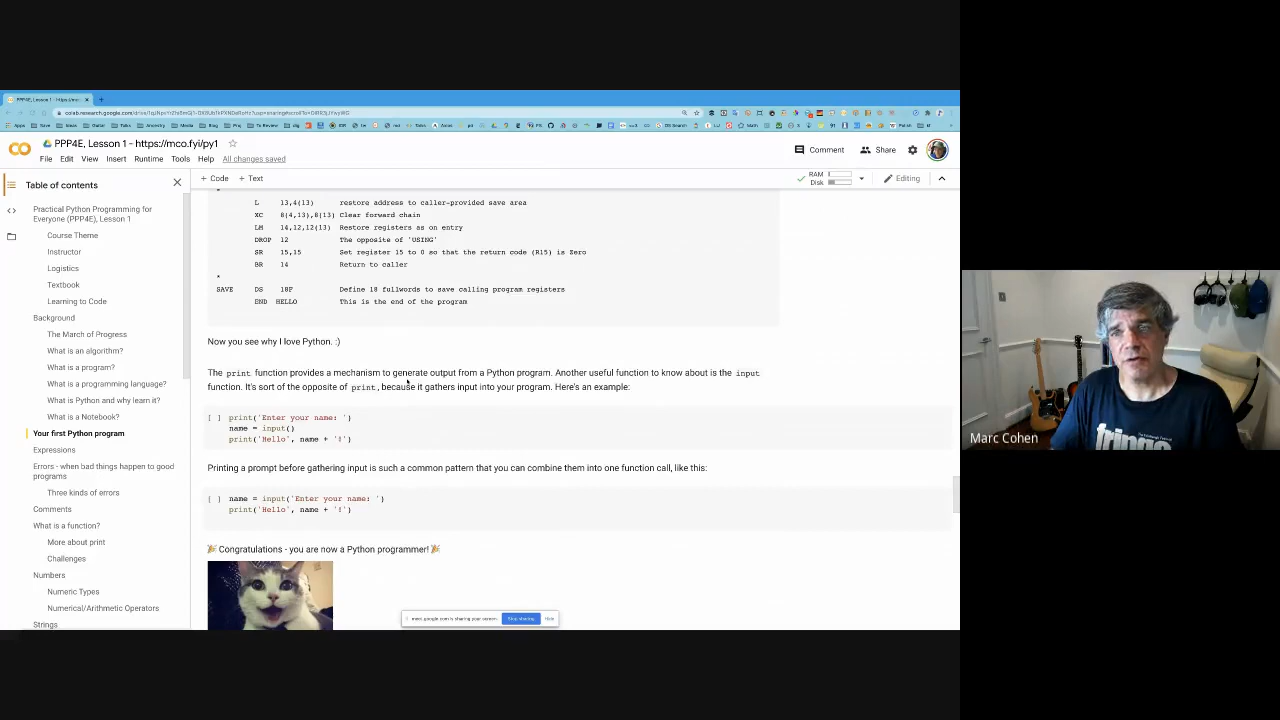 PPP4E, Lesson 1 - https://mco.fyi/py1
File Edit View Insert Runtime Tools Help All changes saved
Comment
Share
+ Code + Text
RAM
Disk
Editing
Table of contents
Practical Python Programming for
Everyone (PPP4E), Lesson 1
Course Theme
Instructor
Logistics
Textbook
Learning to Code
Background
The March of Progress
What is an algorithm?
What is a program?
What is a programming language?
What is Python and why learn it?
What is a Notebook?
Your first Python program
Expressions
Errors - when bad things happen to good
programs
Three kinds of errors
Comments
What is a function?
More about print
Challenges
Numbers
Numeric Types
Numerical/Arithmetic Operators
Strings
L 13,4(13) restore address to caller-provided save area
XC 8(4,13),8(13) Clear forward chain
LM 14,12,12(13) Restore registers as on entry
DROP 12 The opposite of 'USING'
SR 15,15 Set register 15 to 0 so that the return code (R15) is Zero
BR 14 Return to caller
*
SAVE DS 18F Define 18 fullwords to save calling program registers
END HELLO This is the end of the program
Now you see why I love Python. :)
The print function provides a mechanism to generate output from a Python program. Another useful function to know about is the input
function. It's sort of the opposite of print, because it gathers input into your program. Here's an example:
[ ] print('Enter your name: ')
name = input()
print('Hello', name + '!')
Printing a prompt before gathering input is such a common pattern that you can combine them into one function call, like this:
[ ] name = input('Enter your name: ')
print('Hello', name + '!')
🎉 Congratulations - you are now a Python programmer! 🎉
meet.google.com is sharing your screen.
Stop sharing
Hide
Marc Cohen
fringe